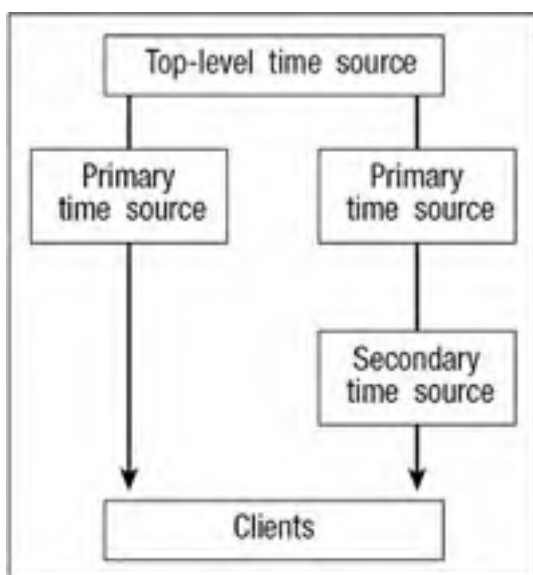 Top-level time source
Primary
time source
Primary
time source
Secondary
time source
Clients